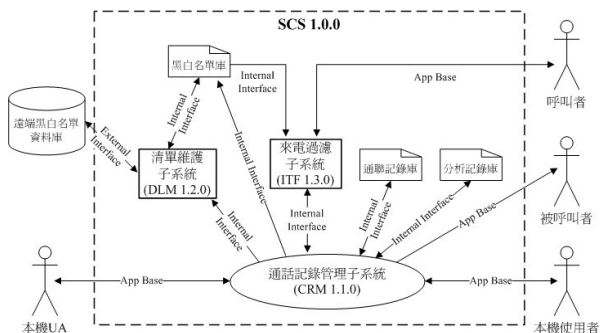 SCS 1.0.0
黑白名單庫
Internal
Interface
App Base
呼叫者
遠端黑白名單
資料庫
External
Interface
Internal
Interface
清單維護
子系統
(DLM 1.2.0)
Internal Interface
來電過濾
子系統
(ITF 1.3.0)
通聯記錄庫
分析記錄庫
被呼叫者
Internal
Interface
Internal
Interface
Internal
Interface
Internal Interface
App Base
通話記錄管理子系統
(CRM 1.1.0)
App Base
App Base
本機UA
本機使用者